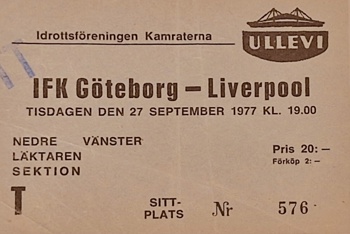 Idrottsföreningen Kamraterna
ULLEVI
IFK Göteborg – Liverpool
TISDAGEN DEN 27 SEPTEMBER 1977 KL. 19.00
NEDRE VÄNSTER
LÄKTAREN
SEKTION
Pris 20: –
Förköp 2: –
T
SITT-
PLATS
Nr 576